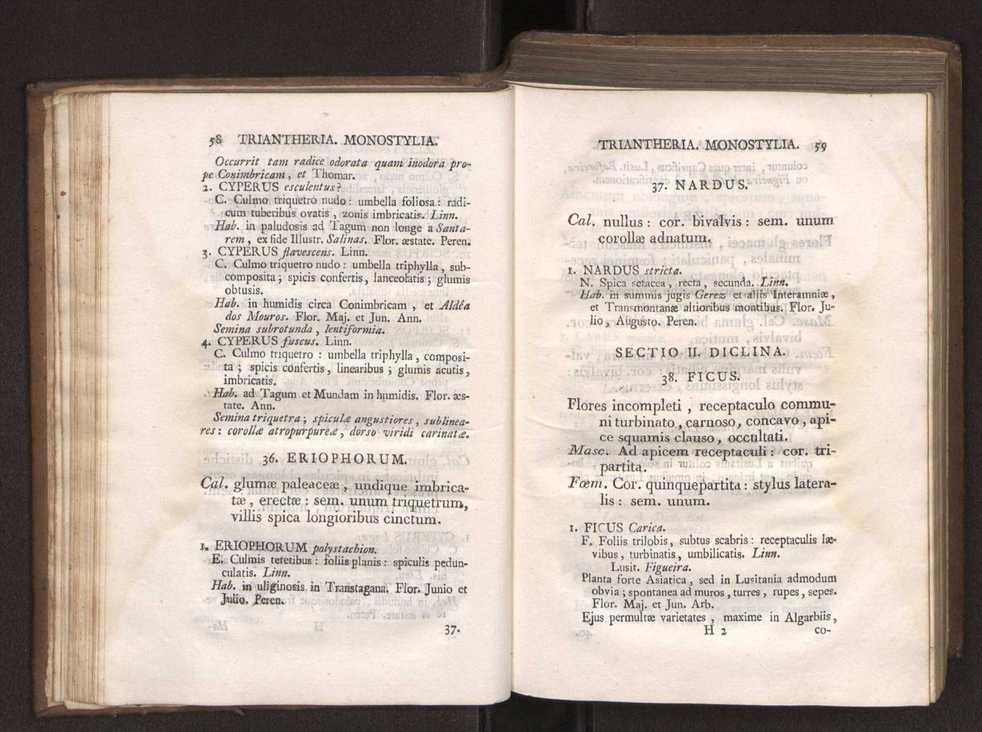 58 TRIANTHERIA. MONOSTYLIA.
Occurrit tam radice odorata quam inodora pro-
pe Conimbricam, et Thomar.
2. CYPERUS esculentus?
C. Culmo triquetro nudo: umbella foliosa: radi-
cum tuberibus ovatis, zonis imbricatis. Linn.
Hab. in paludosis ad Tagum non longe a Santa-
rem, ex fide Illustr. Salinas. Flor. æstate. Peren.
3. CYPERUS flavescens. Linn.
C. Culmo triquetro nudo: umbella triphylla, sub-
composita; spicis confertis, lanceolatis; glumis
obtusis.
Hab. in humidis circa Conimbricam, et Aldêa
dos Mouros. Flor. Maj. et Jun. Ann.
Semina subrotunda, lentiformia.
4. CYPERUS fuscus. Linn.
C. Culmo triquetro: umbella triphylla, composi-
ta; spicis confertis, linearibus; glumis acutis,
imbricatis.
Hab. ad Tagum et Mundam in humidis. Flor. æs-
tate. Ann.
Semina triquetra; spiculæ angustiores, sublinea-
res: corollæ atropurpureæ, dorso viridi carinatæ.
36. ERIOPHORUM.
Cal. glumæ paleaceæ, undique imbrica-
tæ, erectæ: sem. unum triquetrum,
villis spica longioribus cinctum.
1. ERIOPHORUM polystachion.
E. Culmis teretibus: foliis planis: spiculis pedun-
culatis. Linn.
Hab. in uliginosis in Transtagana. Flor. Junio et
Julio. Peren.
37.
TRIANTHERIA. MONOSTYLIA. 59
37. NARDUS.
Cal. nullus: cor. bivalvis: sem. unum
corollæ adnatum.
1. NARDUS stricta.
N. Spica setacea, recta, secunda. Linn.
Hab. in summis jugis Gerez et aliis Interamniæ,
et Transmontanæ altioribus montibus. Flor. Ju-
lio, Augusto. Peren.
SECTIO II. DICLINA.
38. FICUS.
Flores incompleti, receptaculo commu-
ni turbinato, carnoso, concavo, api-
ce squamis clauso, occultati.
Masc. Ad apicem receptaculi: cor. tri-
partita.
Fœm. Cor. quinquepartita: stylus latera-
lis: sem. unum.
1. FICUS Carica.
F. Foliis trilobis, subtus scabris: receptaculis læ-
vibus, turbinatis, umbilicatis. Linn.
Lusit. Figueira.
Planta forte Asiatica, sed in Lusitania admodum
obvia; spontanea ad muros, turres, rupes, sepes.
Flor. Maj. et Jun. Arb.
Ejus permultæ varietates, maxime in Algarbiis,
H 2 co-